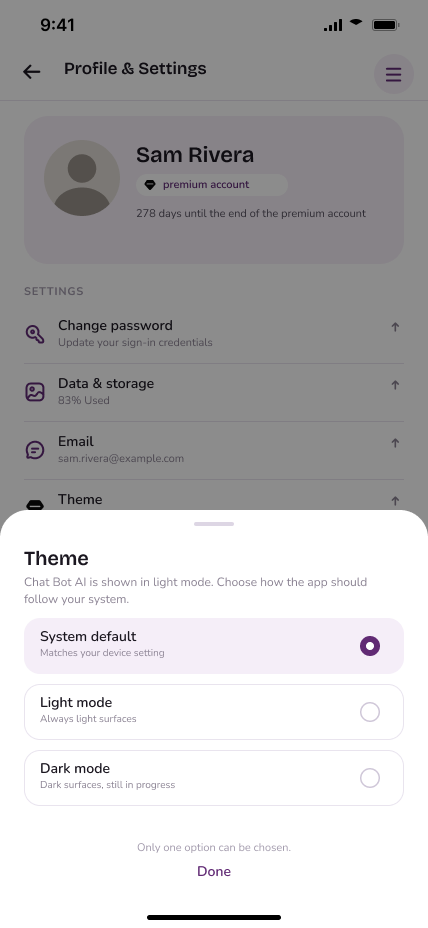 9:41
Profile & Settings
Sam Rivera
premium account
278 days until the end of the premium account
SETTINGS
Change password
Update your sign-in credentials
Data & storage
83% Used
Email
sam.rivera@example.com
Theme
Theme
Chat Bot AI is shown in light mode. Choose how the app should
follow your system.
System default
Matches your device setting
Light mode
Always light surfaces
Dark mode
Dark surfaces, still in progress
Only one option can be chosen.
Done